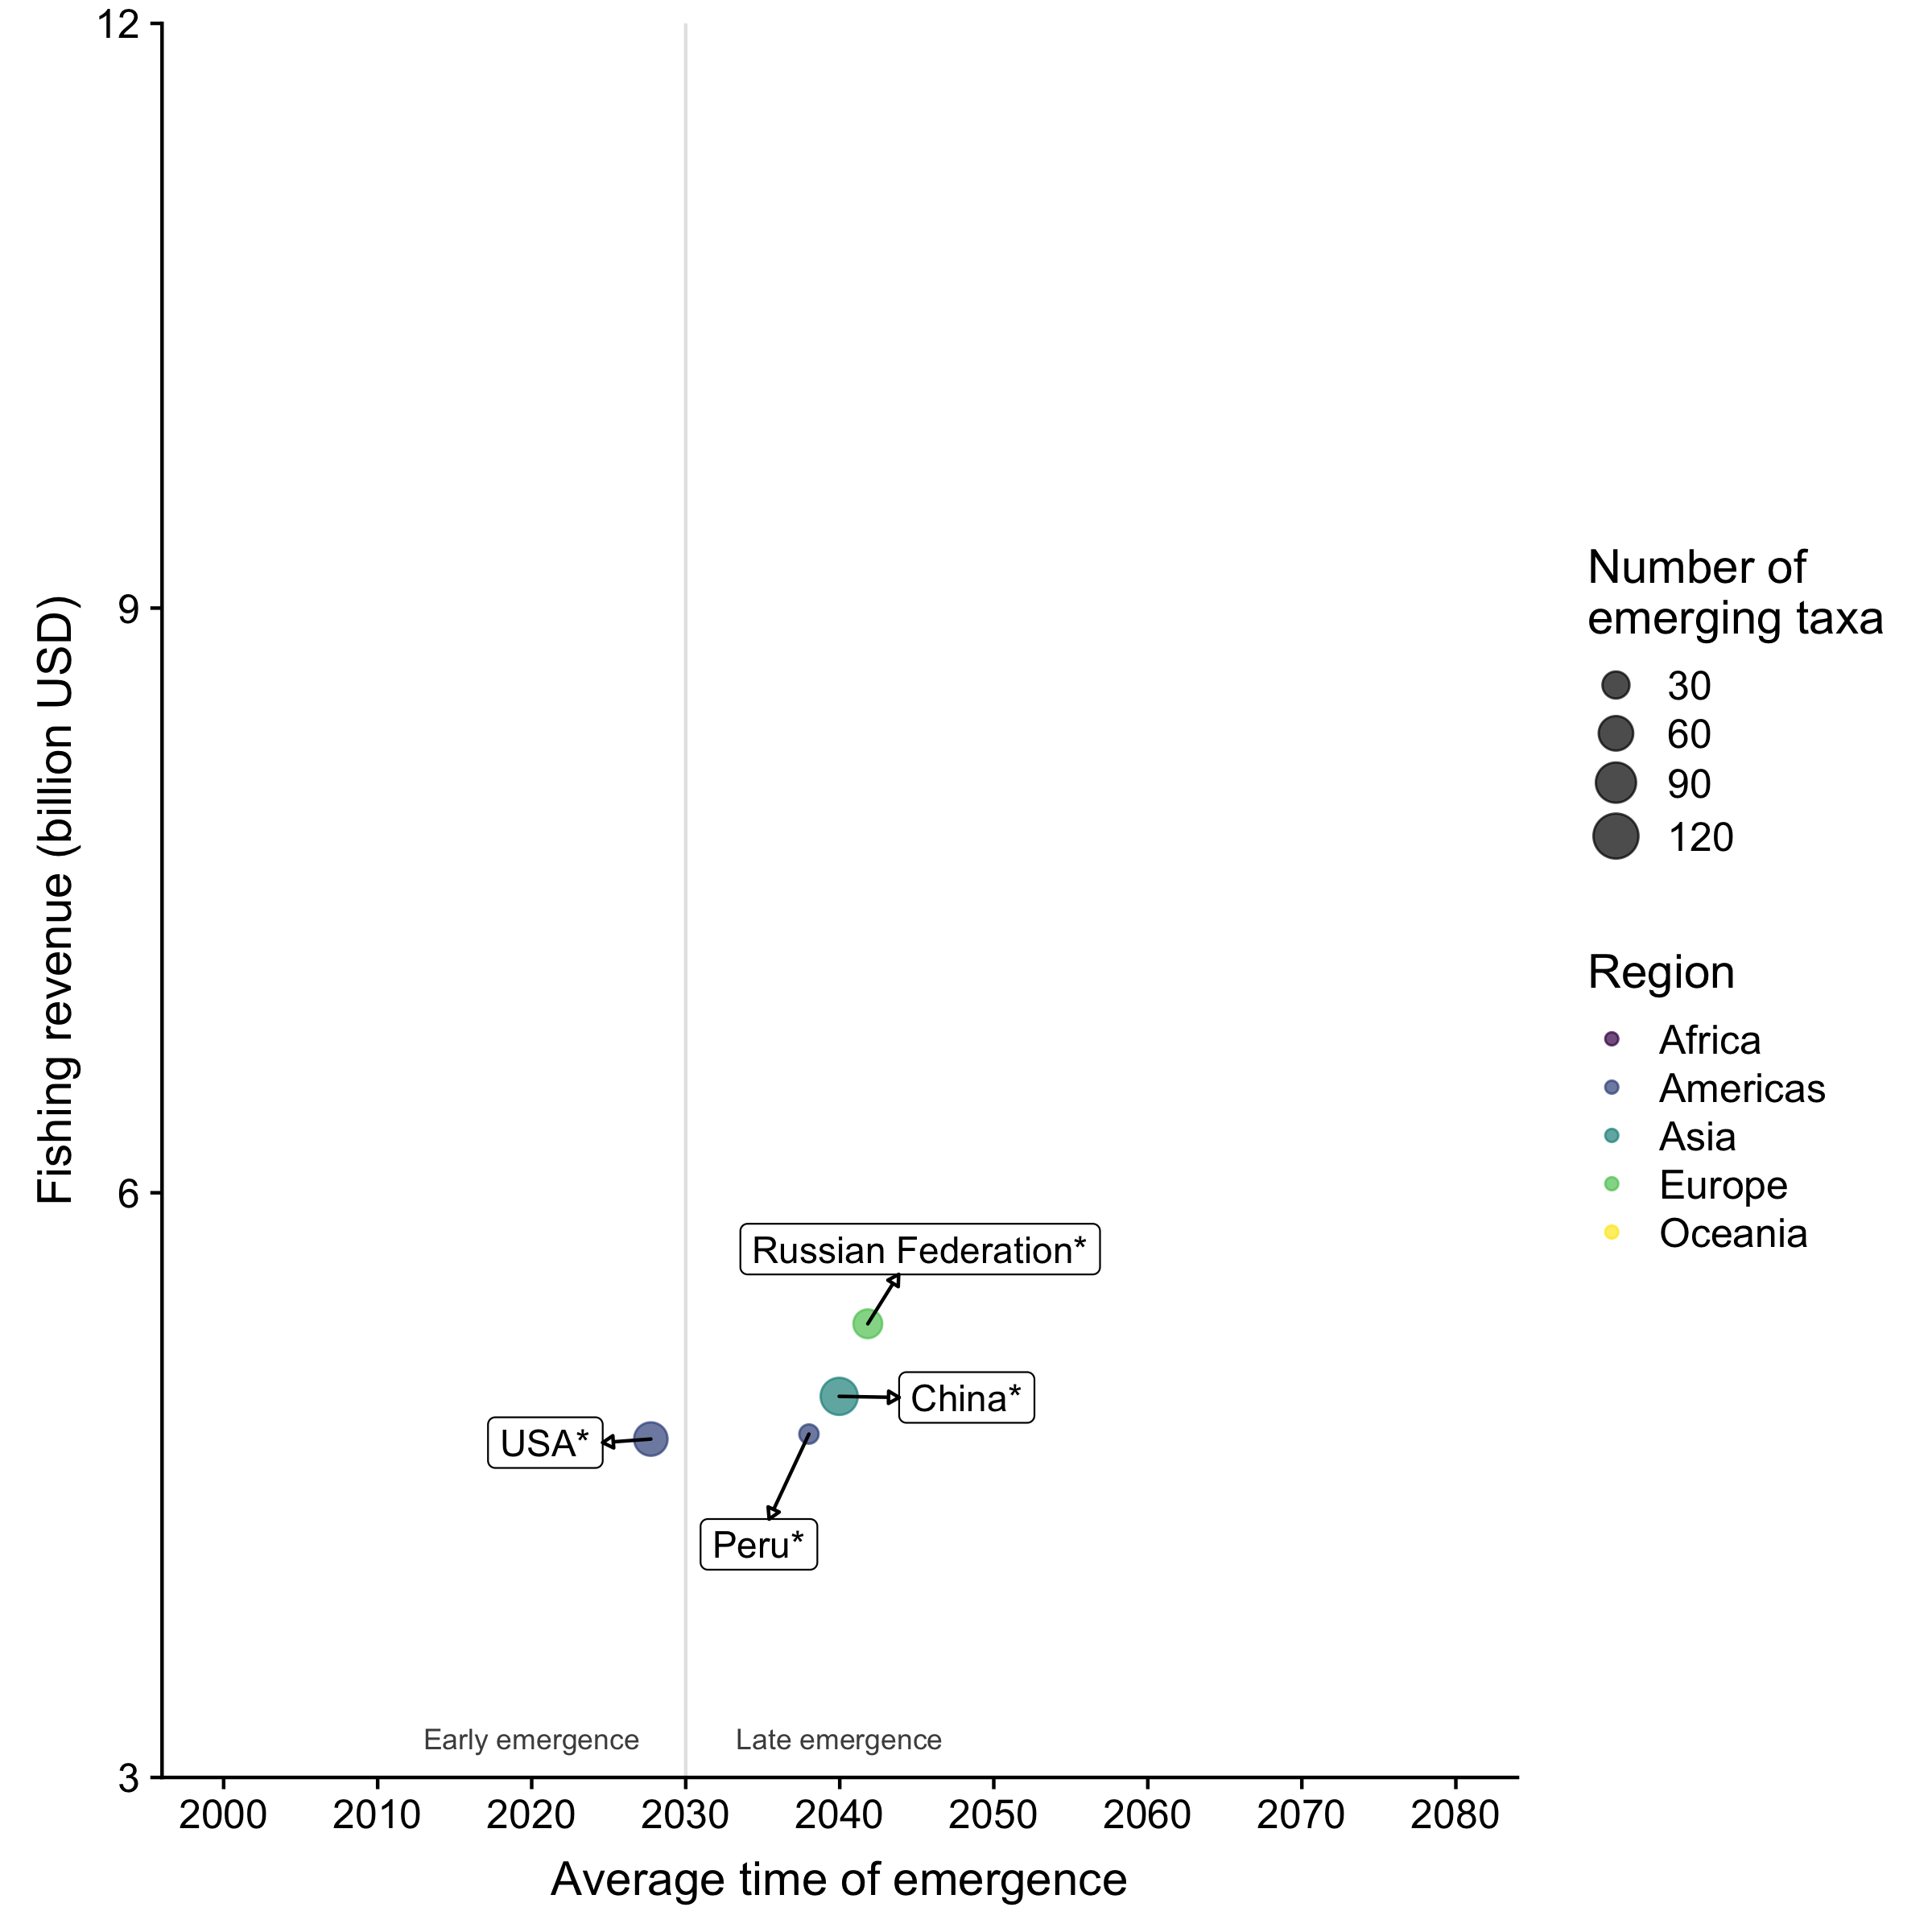 12
9
6
3
Fishing revenue (billion USD)
Russian Federation*
China*
USA*
Peru*
Early emergence
Late emergence
2000
2010
2020
2030
2040
2050
2060
2070
2080
Average time of emergence
Number of
emerging taxa
30
60
90
120
Region
Africa
Americas
Asia
Europe
Oceania